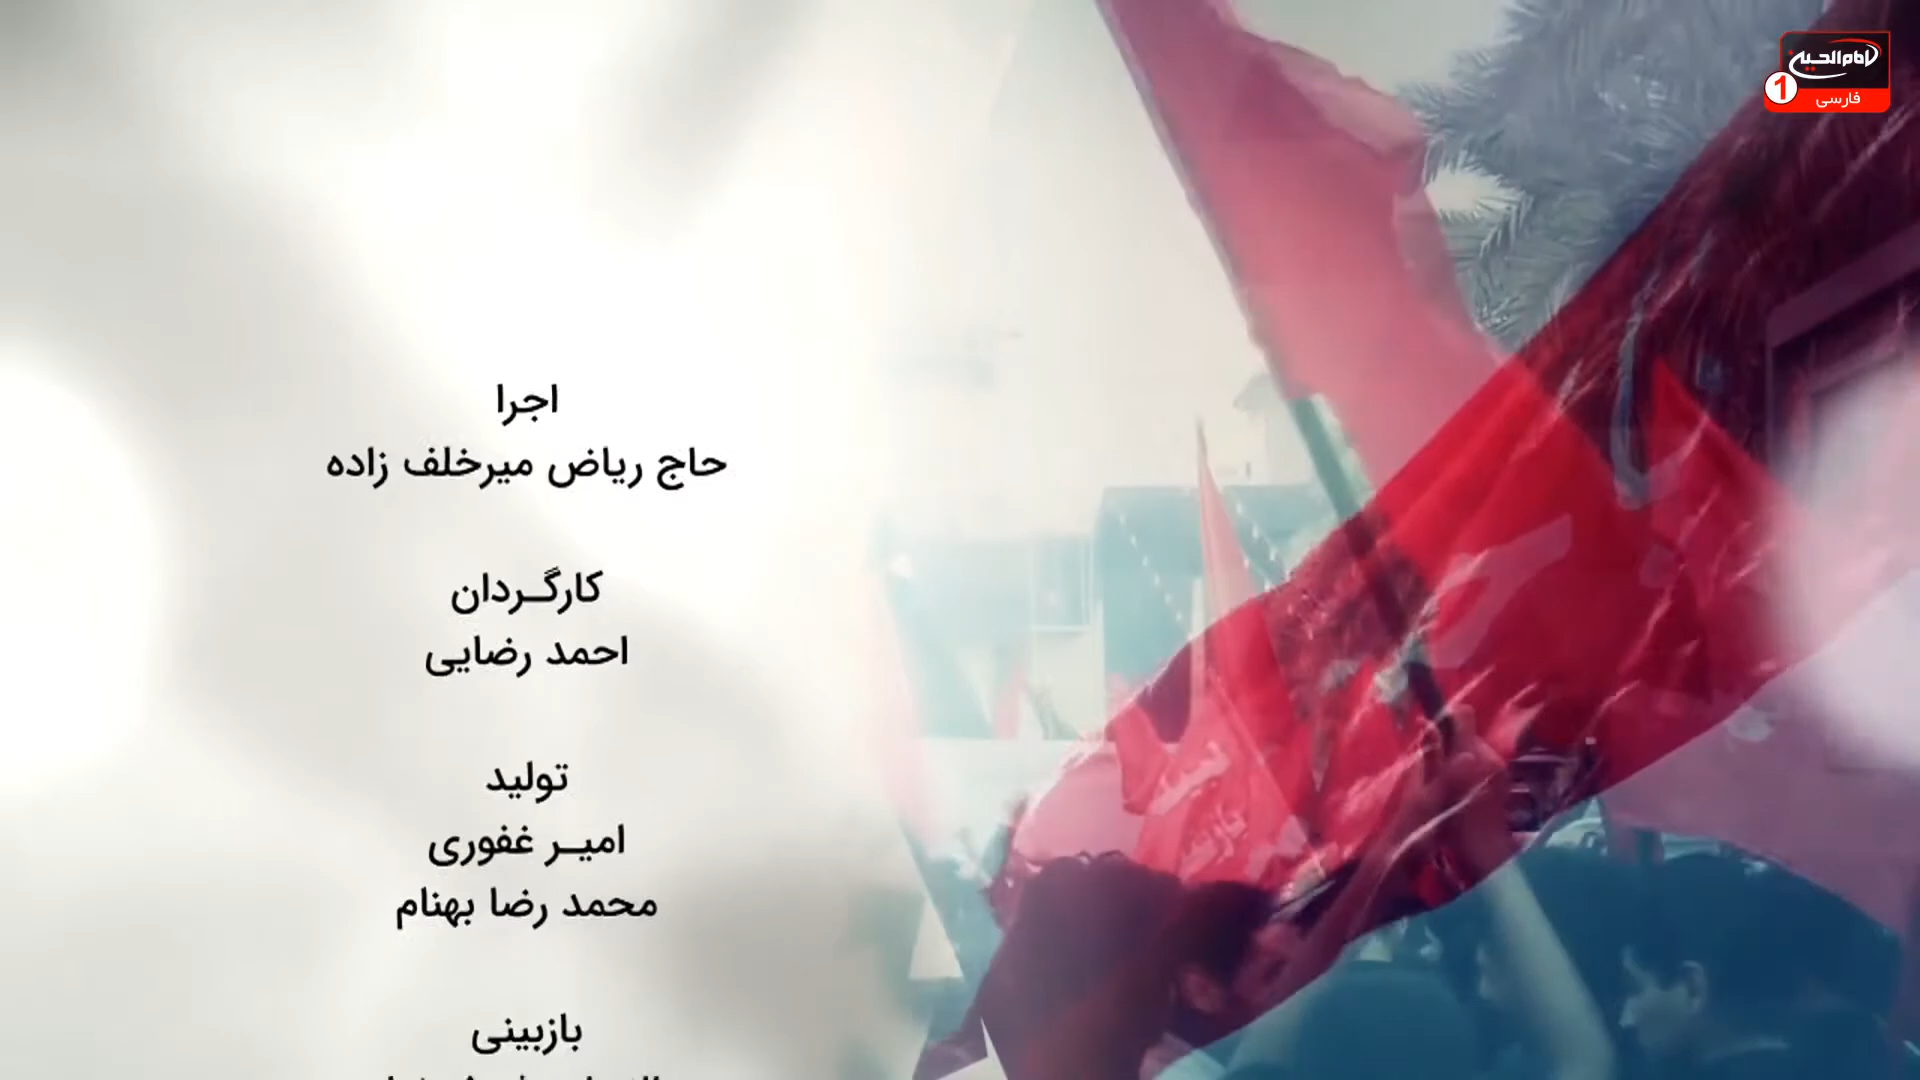 امام‌الحسین
1
فارسی
اجرا
حاج ریاض میرخلف زاده
کارگـردان
احمد رضایی
تولید
امیـر غفوری
محمد رضا بهنام
بازبینی